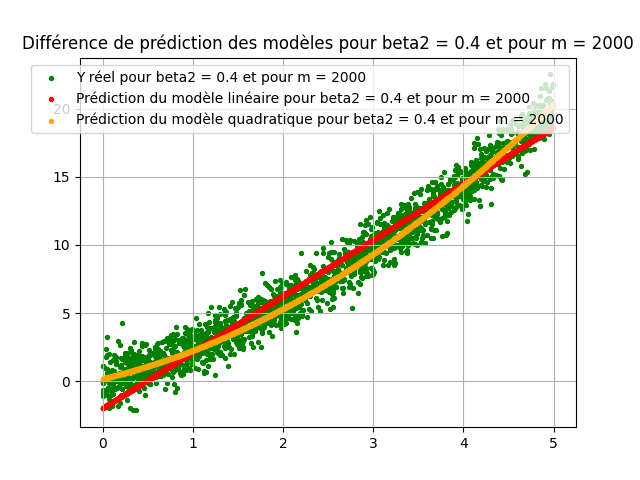 Différence de prédiction des modèles pour beta2 = 0.4 et pour m = 2000
Y réel pour beta2 = 0.4 et pour m = 2000
Prédiction du modèle linéaire pour beta2 = 0.4 et pour m = 2000
Prédiction du modèle quadratique pour beta2 = 0.4 et pour m = 2000
20
15
10
5
0
0 1 2 3 4 5